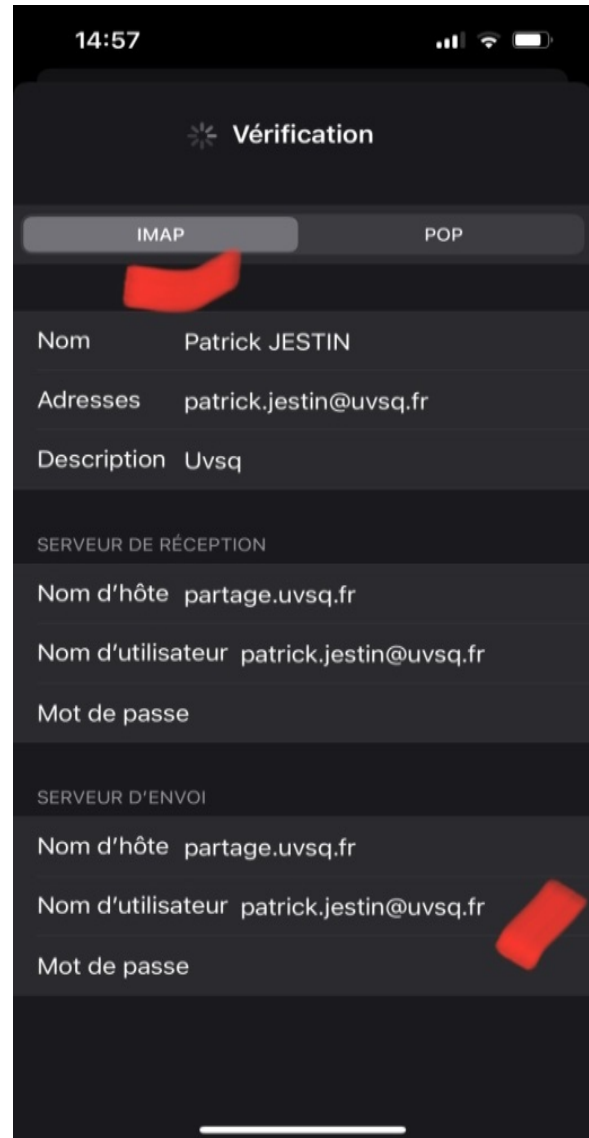 14:57
Vérification
IMAP POP
Nom Patrick JESTIN
Adresses patrick.jestin@uvsq.fr
Description Uvsq
SERVEUR DE RÉCEPTION
Nom d'hôte partage.uvsq.fr
Nom d'utilisateur patrick.jestin@uvsq.fr
Mot de passe
SERVEUR D'ENVOI
Nom d'hôte partage.uvsq.fr
Nom d'utilisateur patrick.jestin@uvsq.fr
Mot de passe